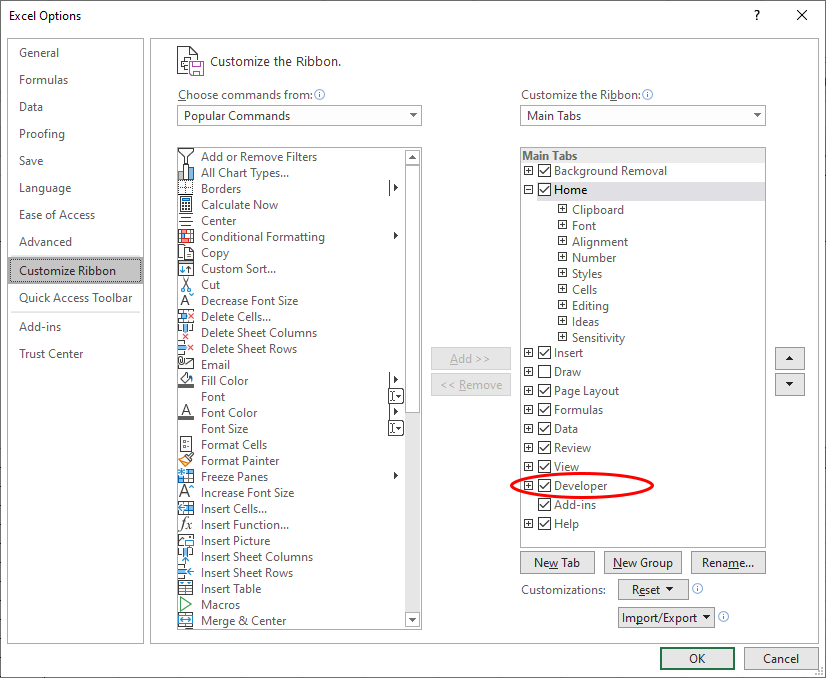 Excel Options
?
General
Formulas
Data
Proofing
Save
Language
Ease of Access
Advanced
Customize Ribbon
Quick Access Toolbar
Add-ins
Trust Center
Customize the Ribbon.
Choose commands from:
Popular Commands
Add or Remove Filters
All Chart Types...
Borders
Calculate Now
Center
Conditional Formatting
Copy
Custom Sort...
Cut
Decrease Font Size
Delete Cells...
Delete Sheet Columns
Delete Sheet Rows
Email
Fill Color
Font
Font Color
Font Size
Format Cells
Format Painter
Freeze Panes
Increase Font Size
Insert Cells...
Insert Function...
Insert Picture
Insert Sheet Columns
Insert Sheet Rows
Insert Table
Macros
Merge & Center
Add >>
<< Remove
Customize the Ribbon:
Main Tabs
Main Tabs
Background Removal
Home
Clipboard
Font
Alignment
Number
Styles
Cells
Editing
Ideas
Sensitivity
Insert
Draw
Page Layout
Formulas
Data
Review
View
Developer
Add-ins
Help
New Tab
New Group
Rename...
Customizations:
Reset
Import/Export
OK
Cancel